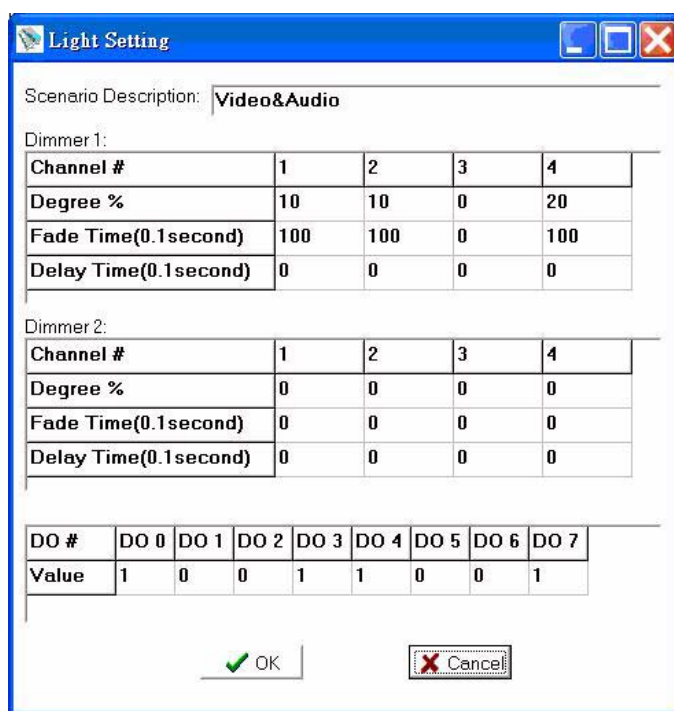 Light Setting
Scenario Description: Video&Audio
Dimmer 1:
Channel # 1 2 3 4
Degree % 10 10 0 20
Fade Time(0.1second) 100 100 0 100
Delay Time(0.1second) 0 0 0 0
Dimmer 2:
Channel # 1 2 3 4
Degree % 0 0 0 0
Fade Time(0.1second) 0 0 0 0
Delay Time(0.1second) 0 0 0 0
DO # DO 0 DO 1 DO 2 DO 3 DO 4 DO 5 DO 6 DO 7
Value 1 0 0 1 1 0 0 1
OK Cancel